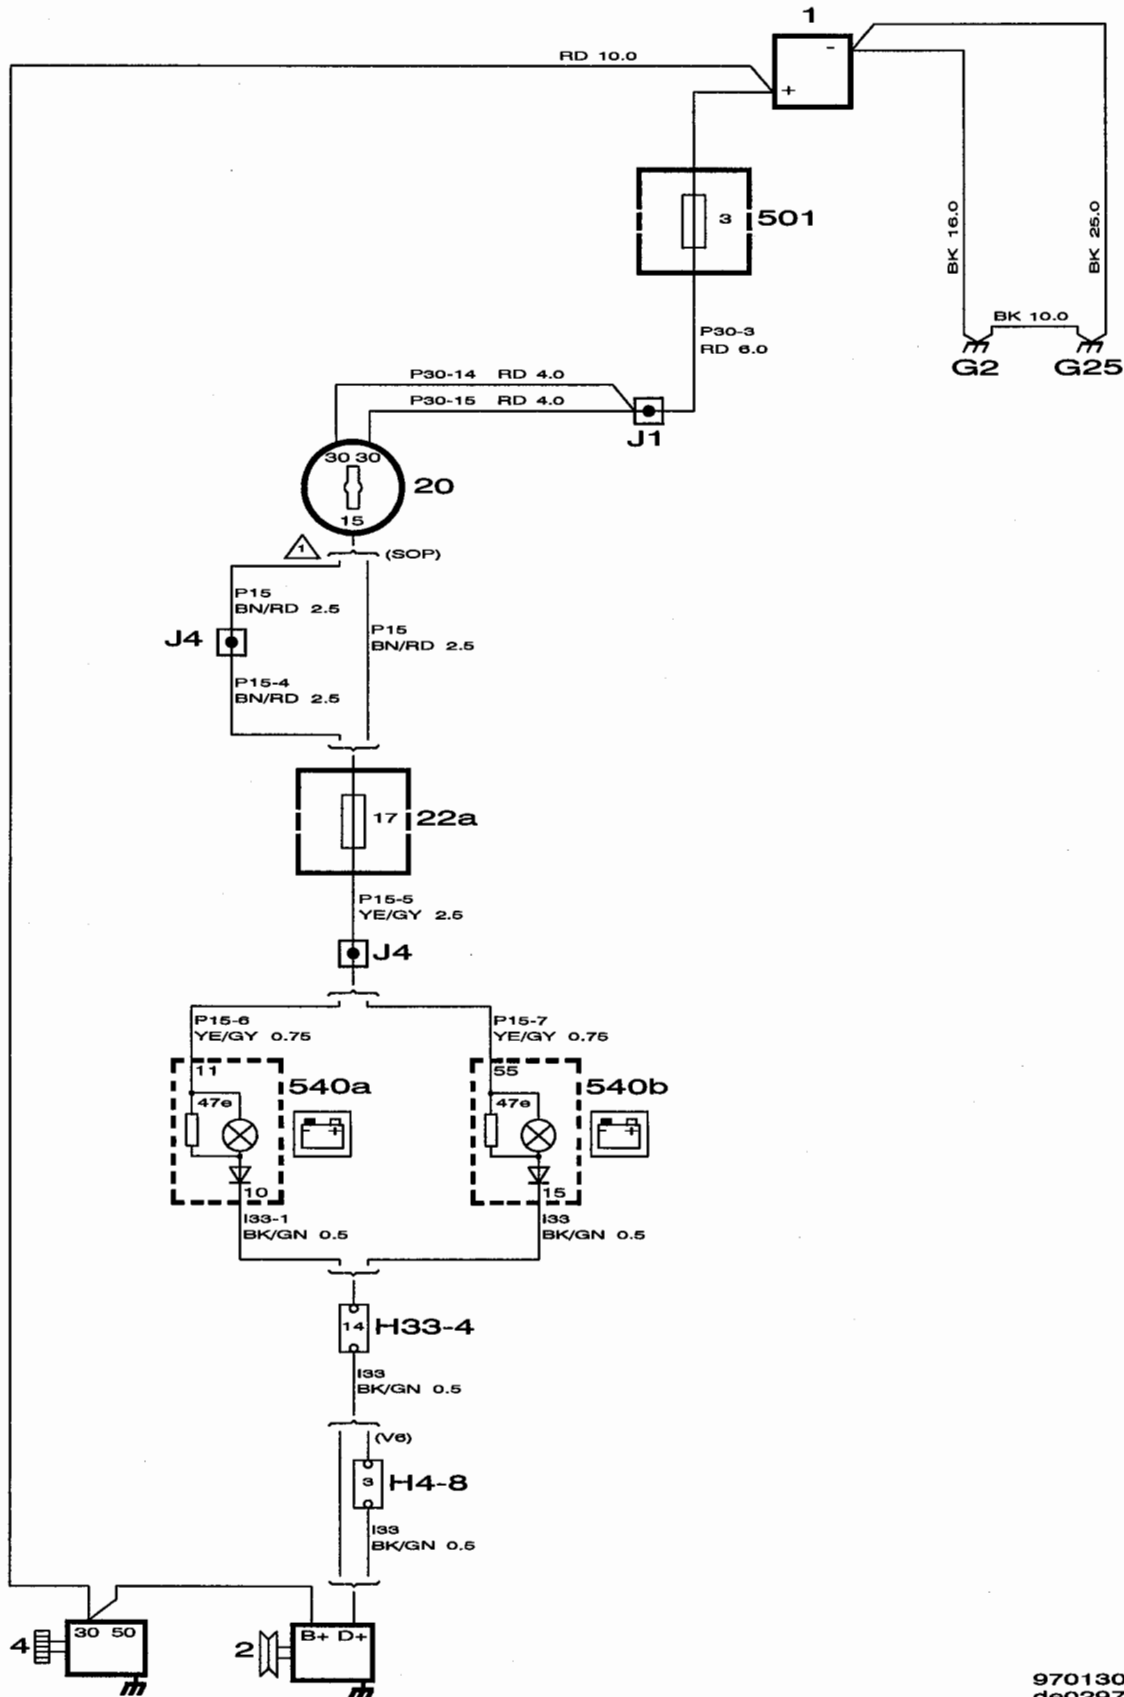 1
RD 10.0
-
+
3
501
BK 16.0
BK 25.0
BK 10.0
G2
G25
P30-3
RD 6.0
P30-14 RD 4.0
P30-15 RD 4.0
J1
30 30
20
15
1
(SOP)
P15
BN/RD 2.5
J4
P15
BN/RD 2.5
P15-4
BN/RD 2.5
17
22a
P15-5
YE/GY 2.5
J4
P15-6
YE/GY 0.75
P15-7
YE/GY 0.75
11
540a
55
540b
47e
47e
- +
- +
10
15
I33-1
BK/GN 0.5
I33
BK/GN 0.5
14
H33-4
I33
BK/GN 0.5
(V6)
3
H4-8
I33
BK/GN 0.5
4
30 50
2
B+ D+
970130